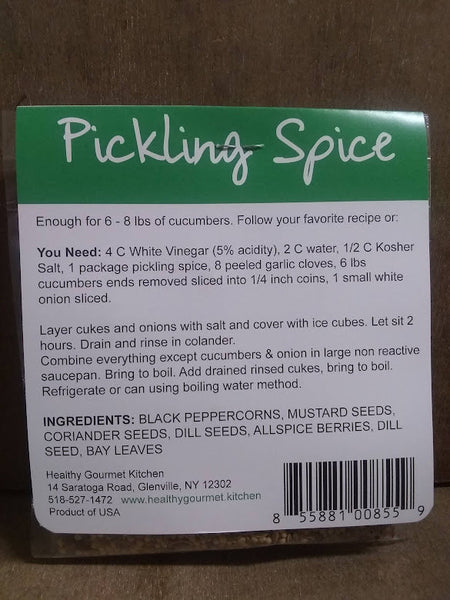 Pickling Spice
Enough for 6 - 8 lbs of cucumbers. Follow your favorite recipe or:
You Need: 4 C White Vinegar (5% acidity), 2 C water, 1/2 C Kosher
Salt, 1 package pickling spice, 8 peeled garlic cloves, 6 lbs
cucumbers ends removed sliced into 1/4 inch coins, 1 small white
onion sliced.
Layer cukes and onions with salt and cover with ice cubes. Let sit 2
hours. Drain and rinse in colander.
Combine everything except cucumbers & onion in large non reactive
saucepan. Bring to boil. Add drained rinsed cukes, bring to boil.
Refrigerate or can using boiling water method.
INGREDIENTS: BLACK PEPPERCORNS, MUSTARD SEEDS,
CORIANDER SEEDS, DILL SEEDS, ALLSPICE BERRIES, DILL
SEED, BAY LEAVES
Healthy Gourmet Kitchen
14 Saratoga Road, Glenville, NY 12302
518-527-1472 www.healthygourmet.kitchen
Product of USA
8 55881 00855 9